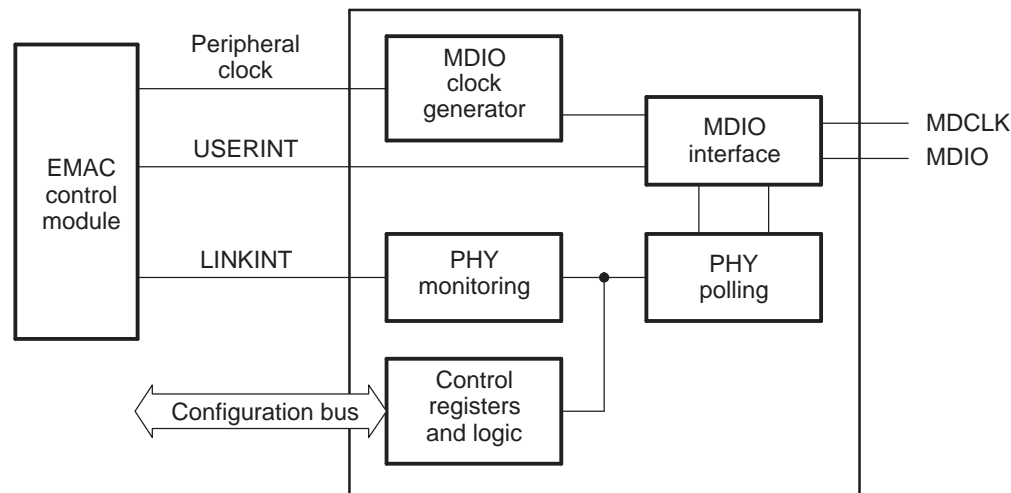 Peripheral
clock
MDIO
clock
generator
MDIO
interface
MDCLK
MDIO
USERINT
EMAC
control
module
LINKINT
PHY
monitoring
PHY
polling
Configuration bus
Control
registers
and logic